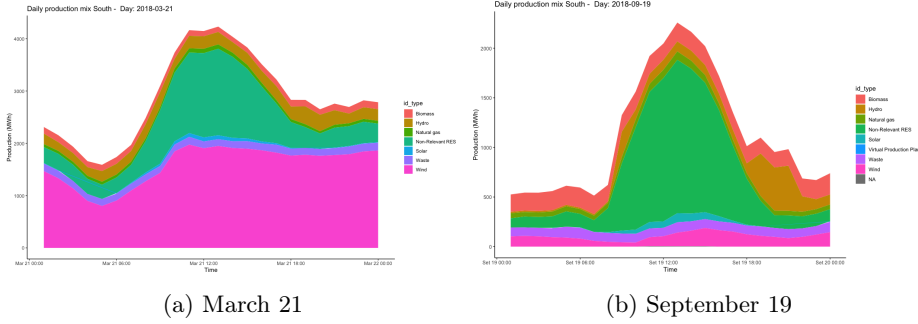 Daily production mix South - Day: 2018-03-21
Production (MWh)
4000
3000
2000
1000
0
Mar 21 00:00
Mar 21 06:00
Mar 21 12:00
Mar 21 18:00
Mar 22 00:00
Time
id_type
Biomass
Hydro
Natural gas
Non-Relevant RES
Solar
Waste
Wind
(a) March 21
Daily production mix South - Day: 2018-09-19
Production (MWh)
2000
1500
1000
500
0
Set 19 00:00
Set 19 06:00
Set 19 12:00
Set 19 18:00
Set 20 00:00
Time
id_type
Biomass
Hydro
Natural gas
Non-Relevant RES
Solar
Virtual Production Pla
Waste
Wind
NA
(b) September 19